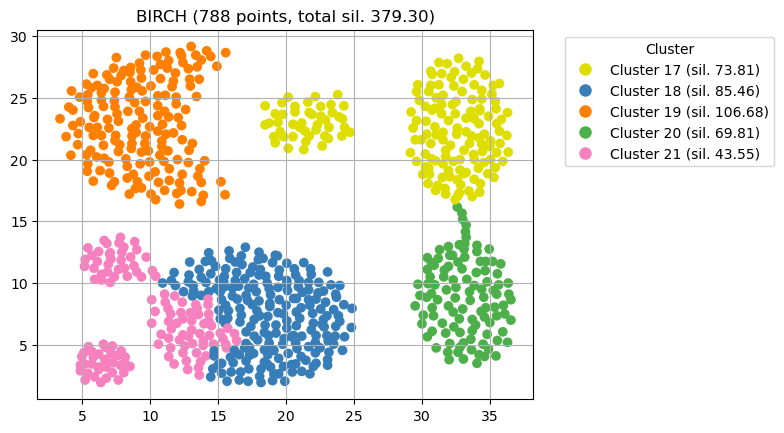 BIRCH (788 points, total sil. 379.30)
30
25
20
15
10
5
5 10 15 20 25 30 35
Cluster
Cluster 17 (sil. 73.81)
Cluster 18 (sil. 85.46)
Cluster 19 (sil. 106.68)
Cluster 20 (sil. 69.81)
Cluster 21 (sil. 43.55)